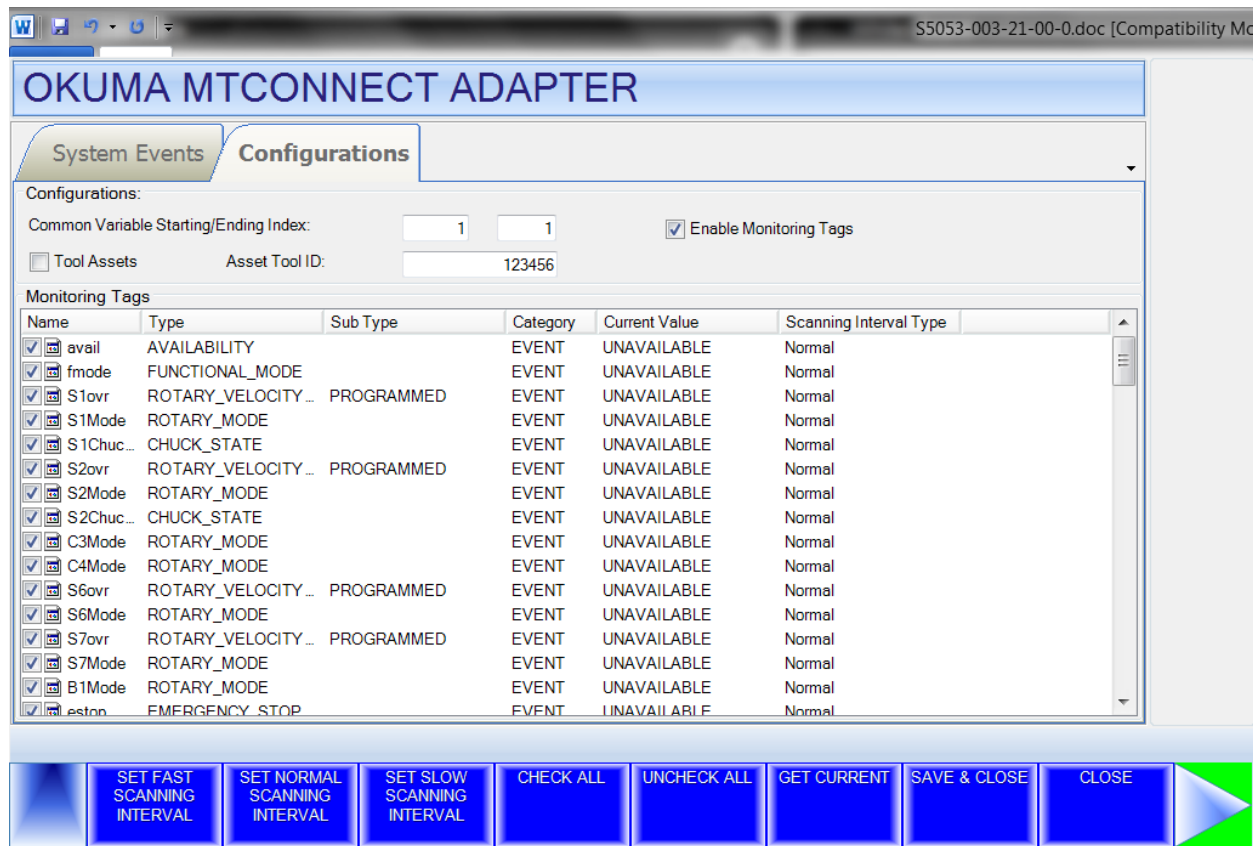 W
S5053-003-21-00-0.doc [Compatibility Mo
OKUMA MTCONNECT ADAPTER
System Events Configurations
Configurations:
Common Variable Starting/Ending Index: 1 1 Enable Monitoring Tags
Tool Assets Asset Tool ID: 123456
Monitoring Tags
Name Type Sub Type Category Current Value Scanning Interval Type
avail AVAILABILITY EVENT UNAVAILABLE Normal
fmode FUNCTIONAL_MODE EVENT UNAVAILABLE Normal
S1ovr ROTARY_VELOCITY... PROGRAMMED EVENT UNAVAILABLE Normal
S1Mode ROTARY_MODE EVENT UNAVAILABLE Normal
S1Chuc... CHUCK_STATE EVENT UNAVAILABLE Normal
S2ovr ROTARY_VELOCITY... PROGRAMMED EVENT UNAVAILABLE Normal
S2Mode ROTARY_MODE EVENT UNAVAILABLE Normal
S2Chuc... CHUCK_STATE EVENT UNAVAILABLE Normal
C3Mode ROTARY_MODE EVENT UNAVAILABLE Normal
C4Mode ROTARY_MODE EVENT UNAVAILABLE Normal
S6ovr ROTARY_VELOCITY... PROGRAMMED EVENT UNAVAILABLE Normal
S6Mode ROTARY_MODE EVENT UNAVAILABLE Normal
S7ovr ROTARY_VELOCITY... PROGRAMMED EVENT UNAVAILABLE Normal
S7Mode ROTARY_MODE EVENT UNAVAILABLE Normal
B1Mode ROTARY_MODE EVENT UNAVAILABLE Normal
estop EMERGENCY_STOP EVENT UNAVAILABLE Normal
SET FAST SCANNING INTERVAL
SET NORMAL SCANNING INTERVAL
SET SLOW SCANNING INTERVAL
CHECK ALL
UNCHECK ALL
GET CURRENT
SAVE & CLOSE
CLOSE